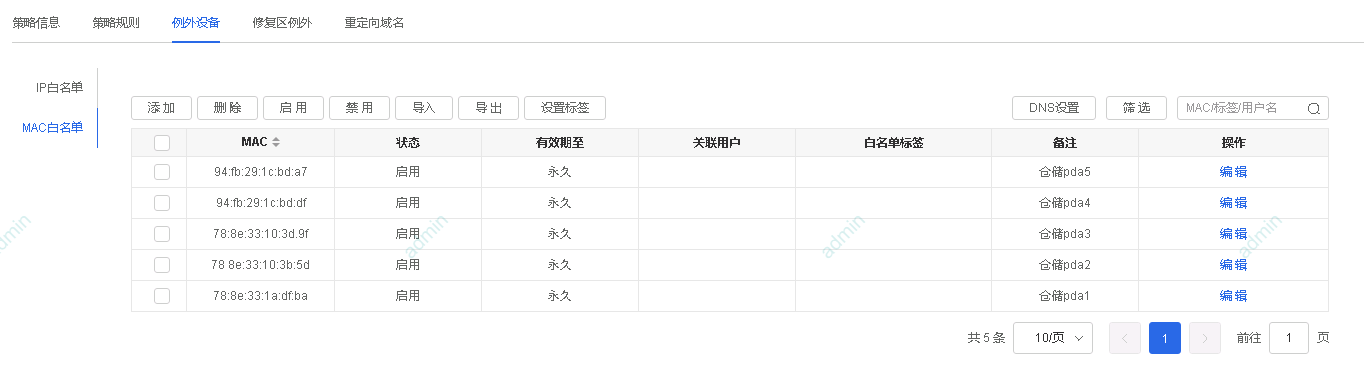 策略信息 策略规则 例外设备 修复区例外 重定向域名
IP白名单
MAC白名单
添加 删除 启用 禁用 导入 导出 设置标签 DNS设置 筛选 MAC/标签/用户名
MAC 状态 有效期至 关联用户 白名单标签 备注 操作
94:fb:29:1c:bd:a7 启用 永久 仓储pda5 编辑
94:fb:29:1c:bd:df 启用 永久 仓储pda4 编辑
78:8e:33:10:3d:9f 启用 永久 仓储pda3 编辑
78:8e:33:10:3b:5d 启用 永久 仓储pda2 编辑
78:8e:33:1a:df:ba 启用 永久 仓储pda1 编辑
admin admin admin admin
共 5 条 10/页 1 前往 1 页